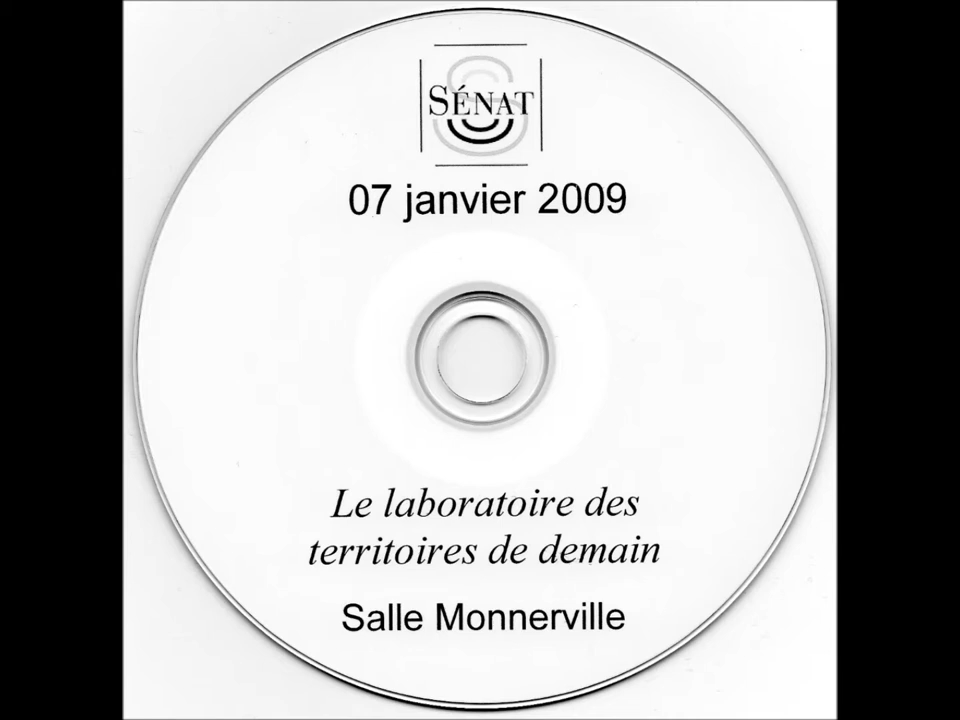 SÉNAT
07 janvier 2009
Le laboratoire des
territoires de demain
Salle Monnerville